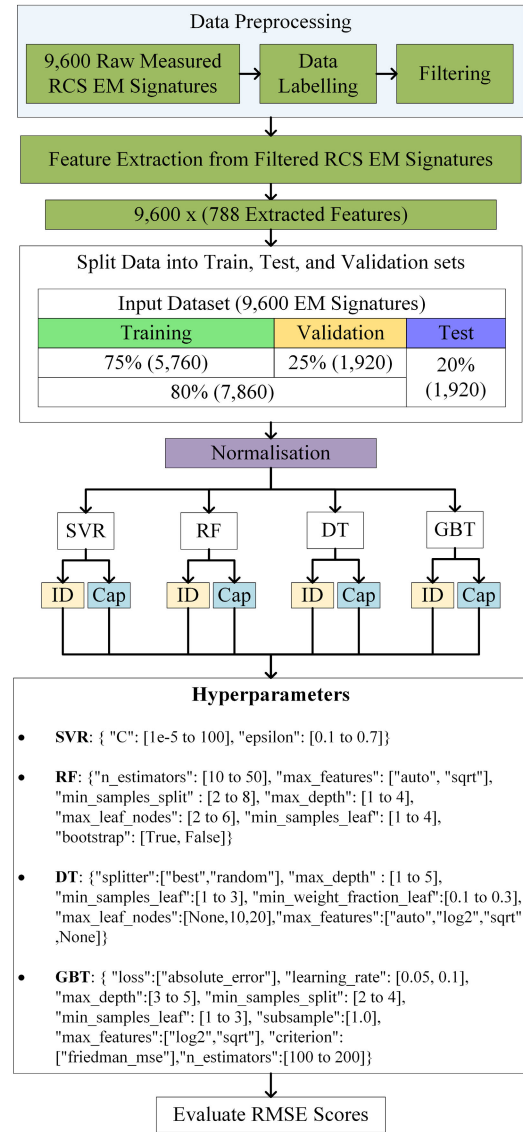 Data Preprocessing
9,600 Raw Measured
RCS EM Signatures
Data
Labelling
Filtering
Feature Extraction from Filtered RCS EM Signatures
9,600 x (788 Extracted Features)
Split Data into Train, Test, and Validation sets
Input Dataset (9,600 EM Signatures)
Training Validation Test
75% (5,760) 25% (1,920) 20%
(1,920)
80% (7,860)
Normalisation
SVR RF DT GBT
ID Cap ID Cap ID Cap ID Cap
Hyperparameters
• SVR: { "C": [1e-5 to 100], "epsilon": [0.1 to 0.7]}
• RF: {"n_estimators": [10 to 50], "max_features": ["auto", "sqrt"],
"min_samples_split" : [2 to 8], "max_depth": [1 to 4],
"max_leaf_nodes": [2 to 6], "min_samples_leaf": [1 to 4],
"bootstrap": [True, False]}
• DT: {"splitter":["best","random"], "max_depth" : [1 to 5],
"min_samples_leaf":[1 to 3], "min_weight_fraction_leaf":[0.1 to 0.3],
"max_leaf_nodes":[None,10,20],"max_features":["auto","log2","sqrt"
,None]}
• GBT: { "loss":["absolute_error"], "learning_rate": [0.05, 0.1],
"max_depth":[3 to 5], "min_samples_split": [2 to 4],
"min_samples_leaf": [1 to 3], "subsample":[1.0],
"max_features":["log2","sqrt"], "criterion":
["friedman_mse"],"n_estimators":[100 to 200]}
Evaluate RMSE Scores